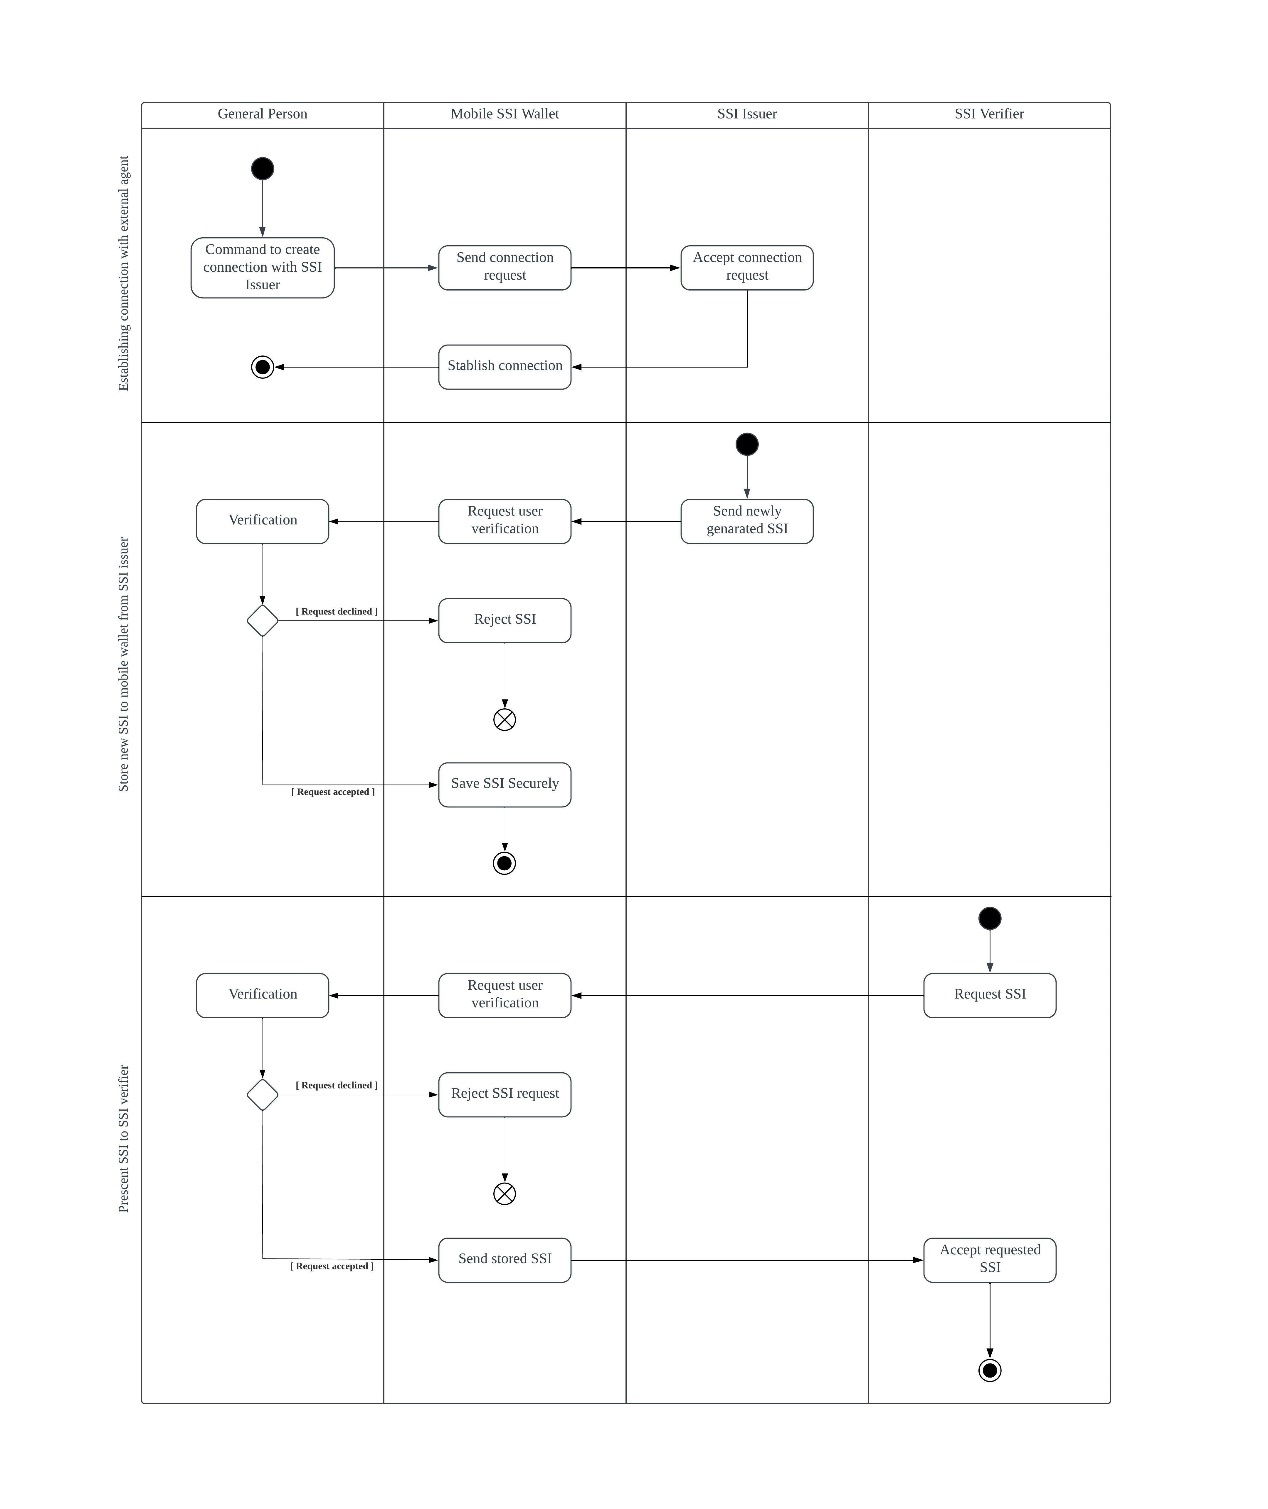 General Person
Mobile SSI Wallet
SSI Issuer
SSI Verifier
Establishing connection with external agent
Command to create
connection with SSI
Issuer
Send connection
request
Accept connection
request
Stablish connection
Store new SSI to mobile wallet from SSI issuer
Verification
Request user
verification
Send newly
genarated SSI
[ Request declined ]
Reject SSI
Save SSI Securely
[ Request accepted ]
Prescent SSI to SSI verifier
Verification
Request user
verification
Request SSI
[ Request declined ]
Reject SSI request
Send stored SSI
[ Request accepted ]
Accept requested
SSI